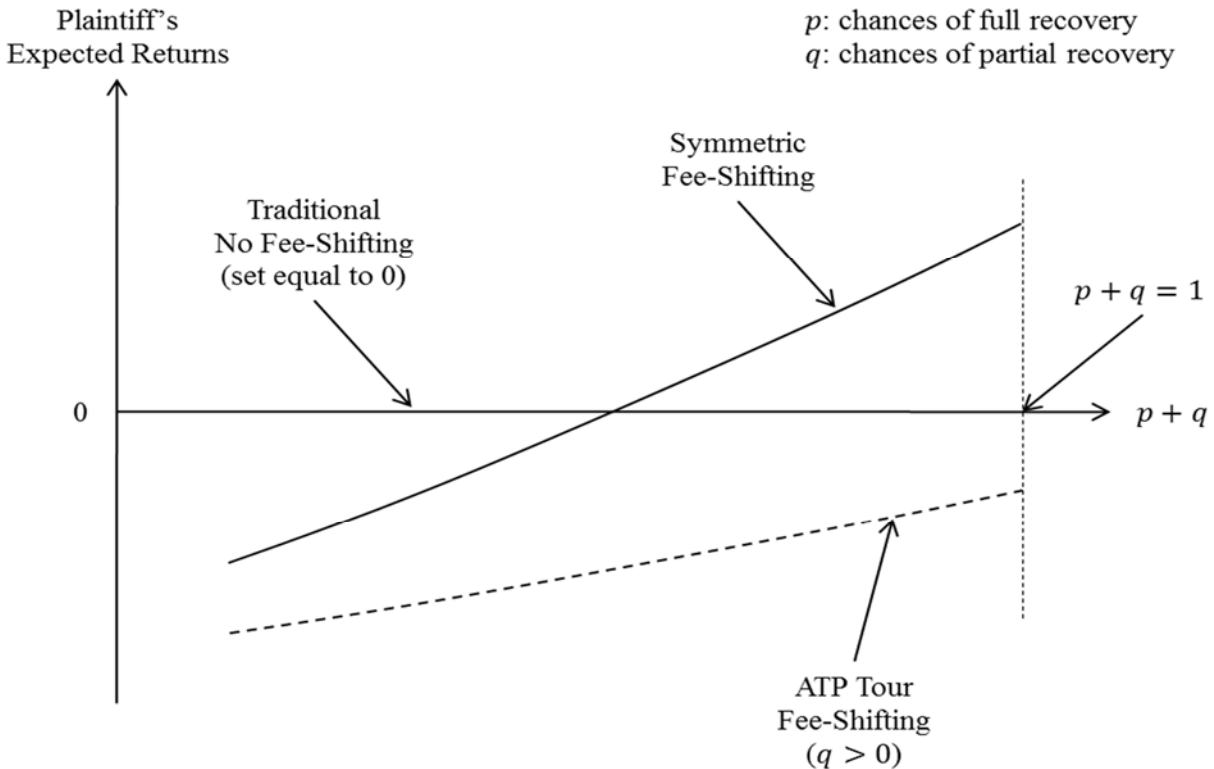 Plaintiff's
Expected Returns
p: chances of full recovery
q: chances of partial recovery
Symmetric
Fee-Shifting
Traditional
No Fee-Shifting
(set equal to 0)
p + q = 1
0
p + q
ATP Tour
Fee-Shifting
(q > 0)